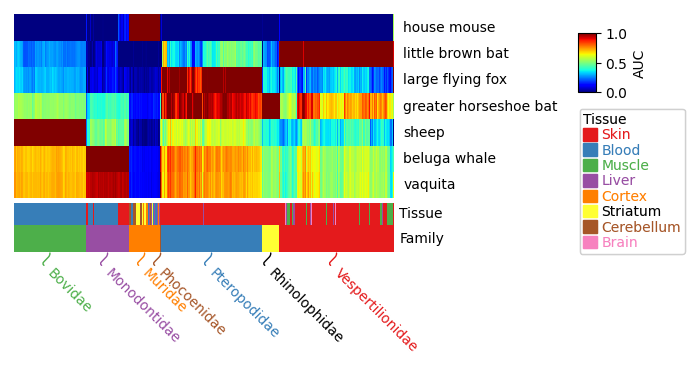 house mouse
little brown bat
large flying fox
greater horseshoe bat
sheep
beluga whale
vaquita
Tissue
Family
Bovidae
Monodontidae
Muridae
Phocoenidae
Pteropodidae
Rhinolophidae
Vespertilionidae
1.0
0.5
0.0
AUC
Tissue
Skin
Blood
Muscle
Liver
Cortex
Striatum
Cerebellum
Brain